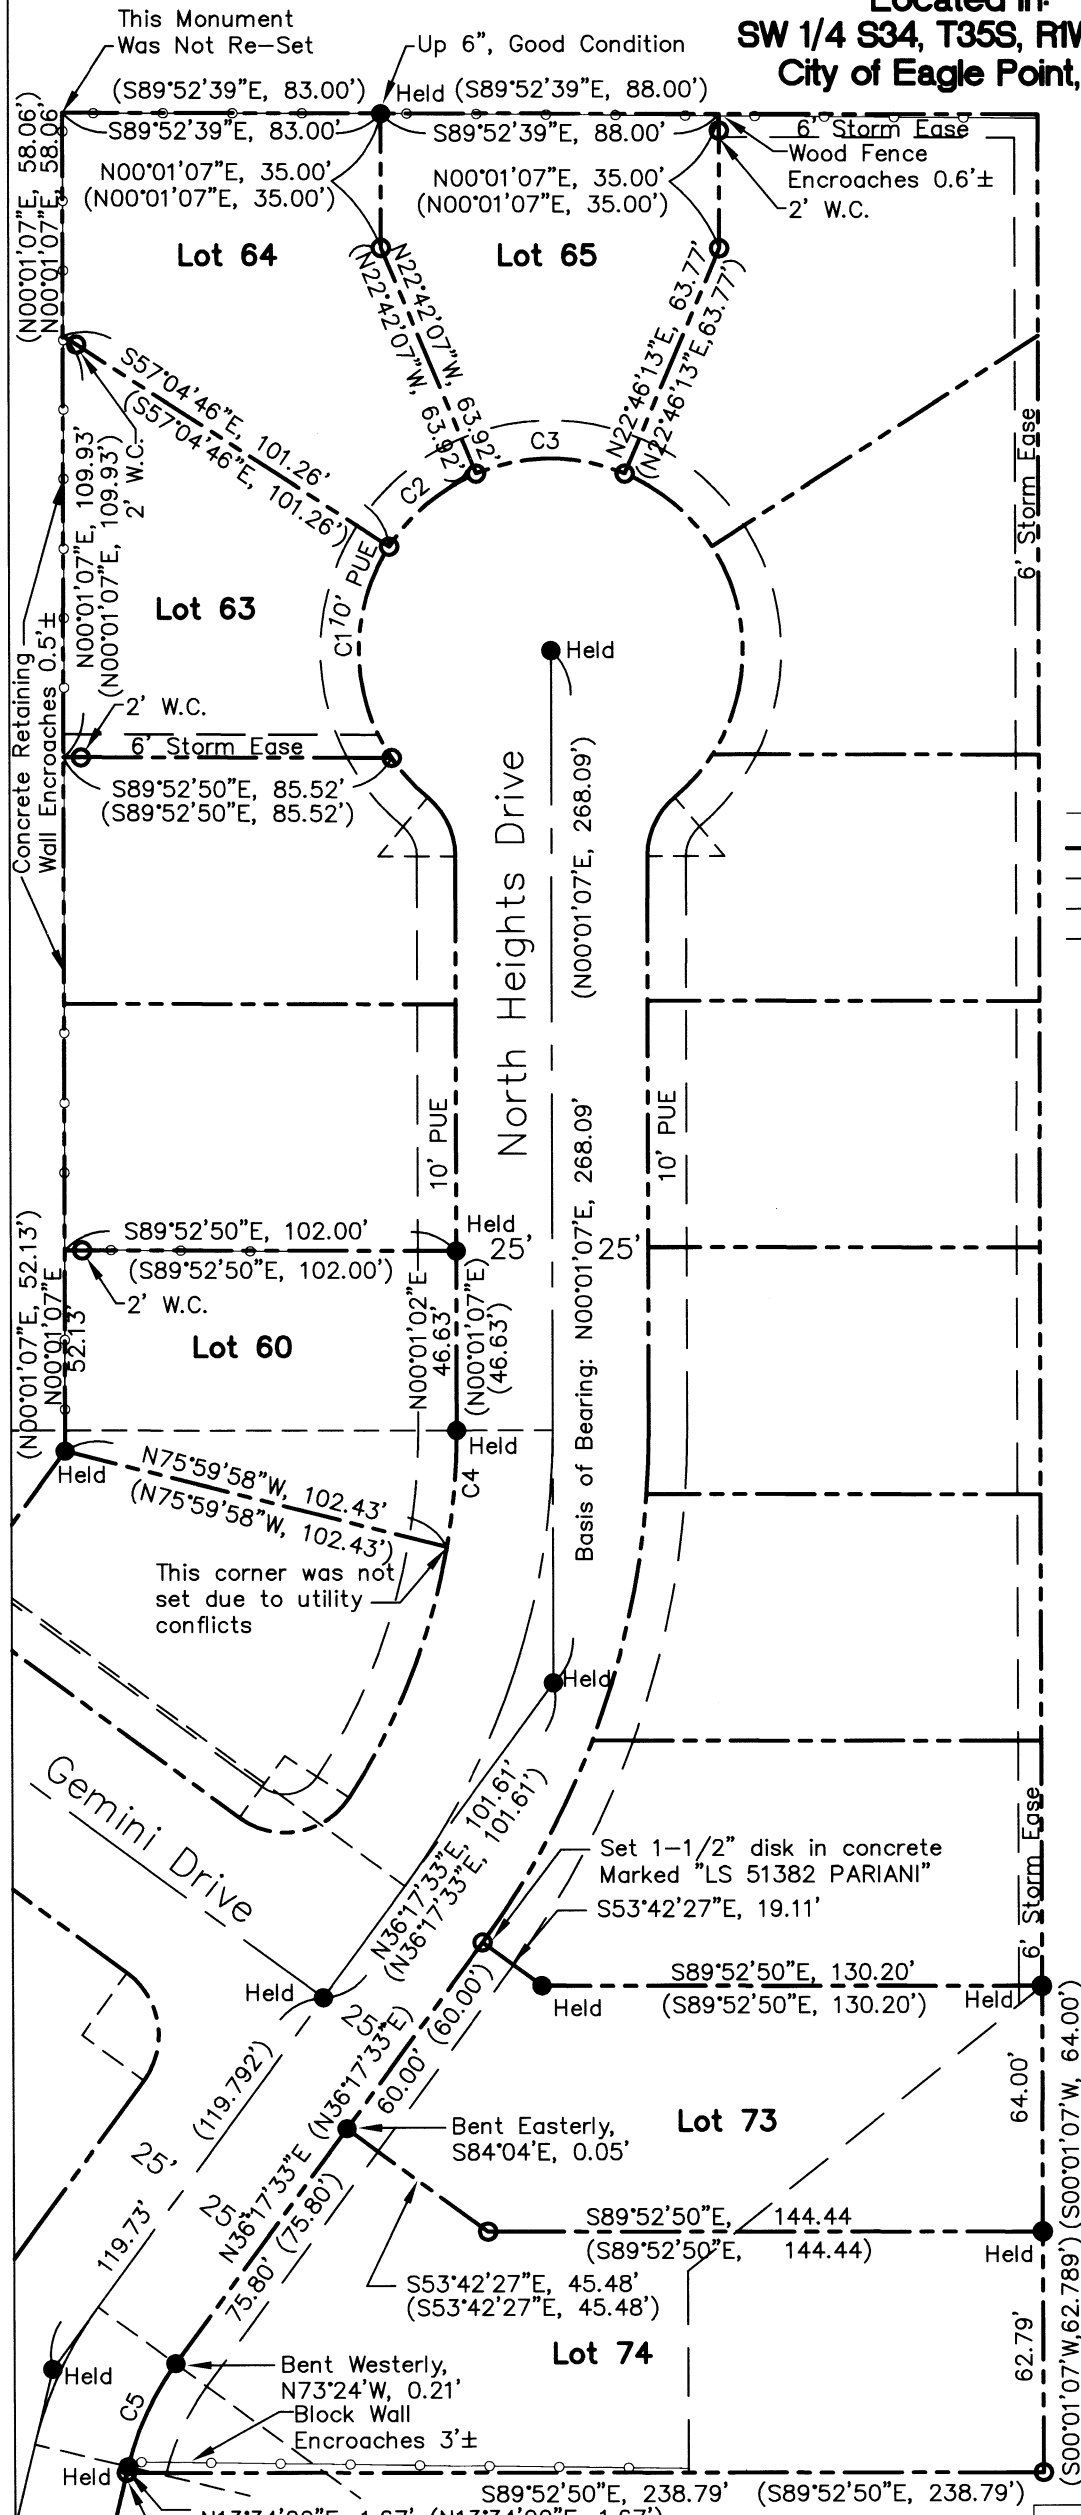 Located in:
SW 1/4 S34, T35S, R1W
City of Eagle Point,
This Monument
Was Not Re-Set
Up 6", Good Condition
(S89°52'39"E, 83.00')
Held
(S89°52'39"E, 88.00')
S89°52'39"E, 83.00'
S89°52'39"E, 88.00'
6' Storm Ease
Wood Fence
Encroaches 0.6'±
2' W.C.
N00°01'07"E, 35.00'
(N00°01'07"E, 35.00')
N00°01'07"E, 35.00'
(N00°01'07"E, 35.00')
(N00°01'07"E, 58.06')
N00°01'07"E, 58.06'
Lot 64
Lot 65
N22°42'07"W, 63.92'
(N22°42'07"W, 63.92')
N22°46'13"E, 63.77'
(N22°46'13"E,63.77')
S57°04'46"E, 101.26'
(S57°04'46"E, 101.26')
2' W.C.
C3
C2
C1
10' PUE
6' Storm Ease
N00°01'07"E, 109.93'
(N00°01'07"E, 109.93')
Lot 63
Held
Concrete Retaining
Wall Encroaches 0.5'±
2' W.C.
6' Storm Ease
S89°52'50"E, 85.52'
(S89°52'50"E, 85.52')
North Heights Drive
(N00°01'07"E, 268.09')
10' PUE
10' PUE
Basis of Bearing: N00°01'07"E, 268.09'
S89°52'50"E, 102.00'
(S89°52'50"E, 102.00')
Held
25'
25'
2' W.C.
(N00°01'07"E, 52.13')
N00°01'07"E
52.13'
Lot 60
N00°01'02"E
46.63'
(N00°01'07"E)
(46.63')
Held
Held
C4
N75°59'58"W, 102.43'
(N75°59'58"W, 102.43')
This corner was not
set due to utility
conflicts
Held
Gemini Drive
N36°17'33"E, 101.61'
(N36°17'33"E, 101.61')
Set 1-1/2" disk in concrete
Marked "LS 51382 PARIANI"
S53°42'27"E, 19.11'
6' Storm Ease
S89°52'50"E, 130.20'
(S89°52'50"E, 130.20')
Held
Held
Held
25'
(N36°17'33"E)
60.00'
(60.00')
(119.792')
119.73'
Lot 73
64.00'
(S00°01'07"W, 64.00')
Bent Easterly,
S84°04'E, 0.05'
25'
25'
N36°17'33"E
75.80'
(75.80')
S89°52'50"E, 144.44
(S89°52'50"E, 144.44)
Held
S53°42'27"E, 45.48'
(S53°42'27"E, 45.48')
Lot 74
62.79'
(S00°01'07"W,62.789')
Held
C5
Bent Westerly,
N73°24'W, 0.21'
Block Wall
Encroaches 3'±
Held
S89°52'50"E, 238.79'
(S89°52'50"E, 238.79')
N13°34'00"E, 1.67' (N13°34'00"E, 1.67')